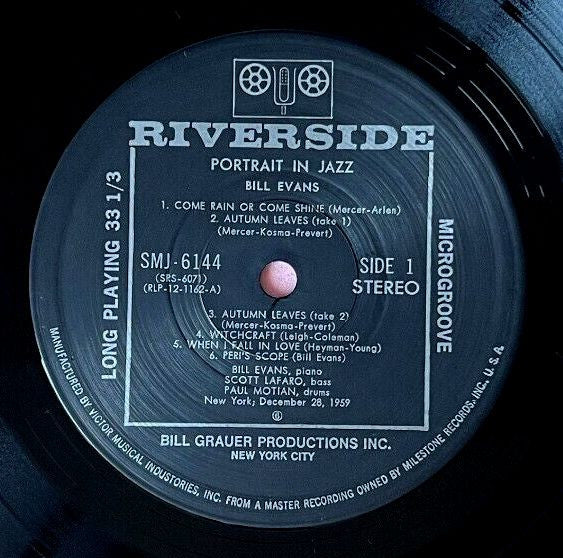 RIVERSIDE
PORTRAIT IN JAZZ
BILL EVANS
1. COME RAIN OR COME SHINE (Mercer-Arlen)
2. AUTUMN LEAVES (take 1)
(Mercer-Kosma-Prevert)
LONG PLAYING 33 1/3
SMJ-6144
(SRS-6071)
(RLP-12-1162-A)
SIDE 1
STEREO
MICROGROOVE
3. AUTUMN LEAVES (take 2)
(Mercer-Kosma-Prevert)
4. WITCHCRAFT (Leigh-Coleman)
5. WHEN I FALL IN LOVE (Heyman-Young)
6. PERI'S SCOPE (Bill Evans)
BILL EVANS, piano
SCOTT LAFARO, bass
PAUL MOTIAN, drums
New York; December 28, 1959
BILL GRAUER PRODUCTIONS INC.
NEW YORK CITY
MANUFACTURED BY VICTOR MUSICAL INDUSTORIES, INC. FROM A MASTER RECORDING OWNED BY MILESTONE RECORDS, INC., U. S. A.